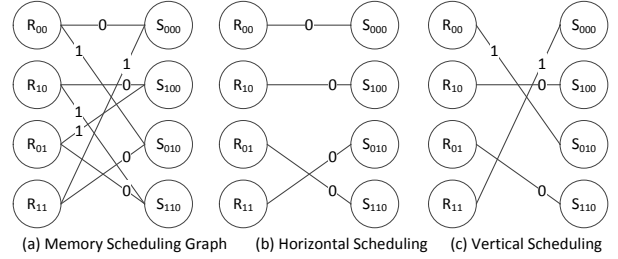 R00 0 S000 R00 0 S000 R00 S000
1 1 1 1
R10 0 S100 R10 0 S100 R10 0 S100
1
1
R01 S010 R01 S010 R01 S010
0 0
0 0 0
R11 S110 R11 S110 R11 S110
(a) Memory Scheduling Graph (b) Horizontal Scheduling (c) Vertical Scheduling